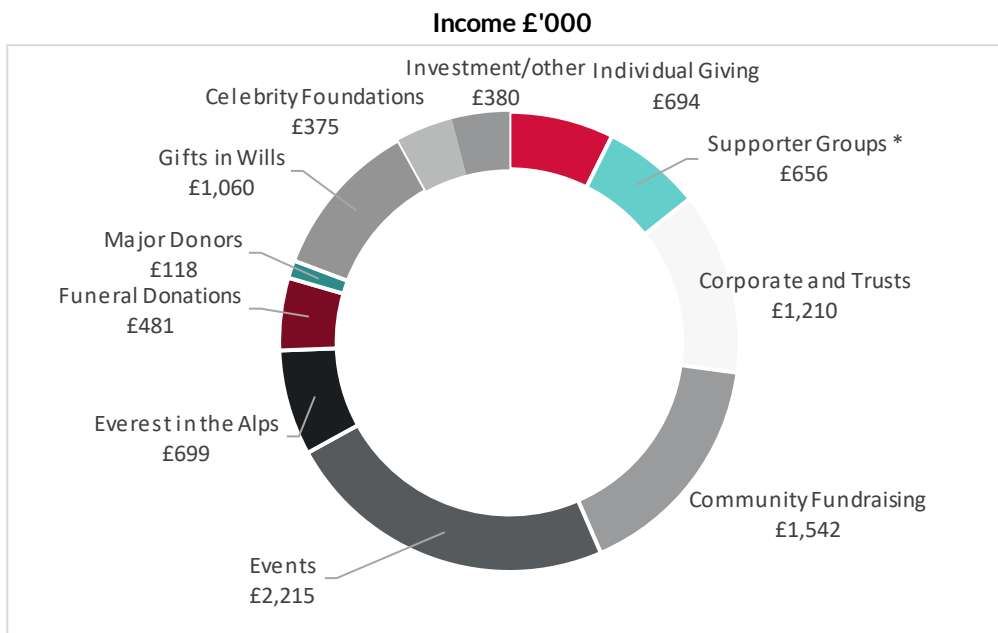 Income £'000
Investment/other
£380
Individual Giving
£694
Celebrity Foundations
£375
Supporter Groups *
£656
Gifts in Wills
£1,060
Major Donors
£118
Corporate and Trusts
£1,210
Funeral Donations
£481
Everest in the Alps
£699
Community Fundraising
£1,542
Events
£2,215